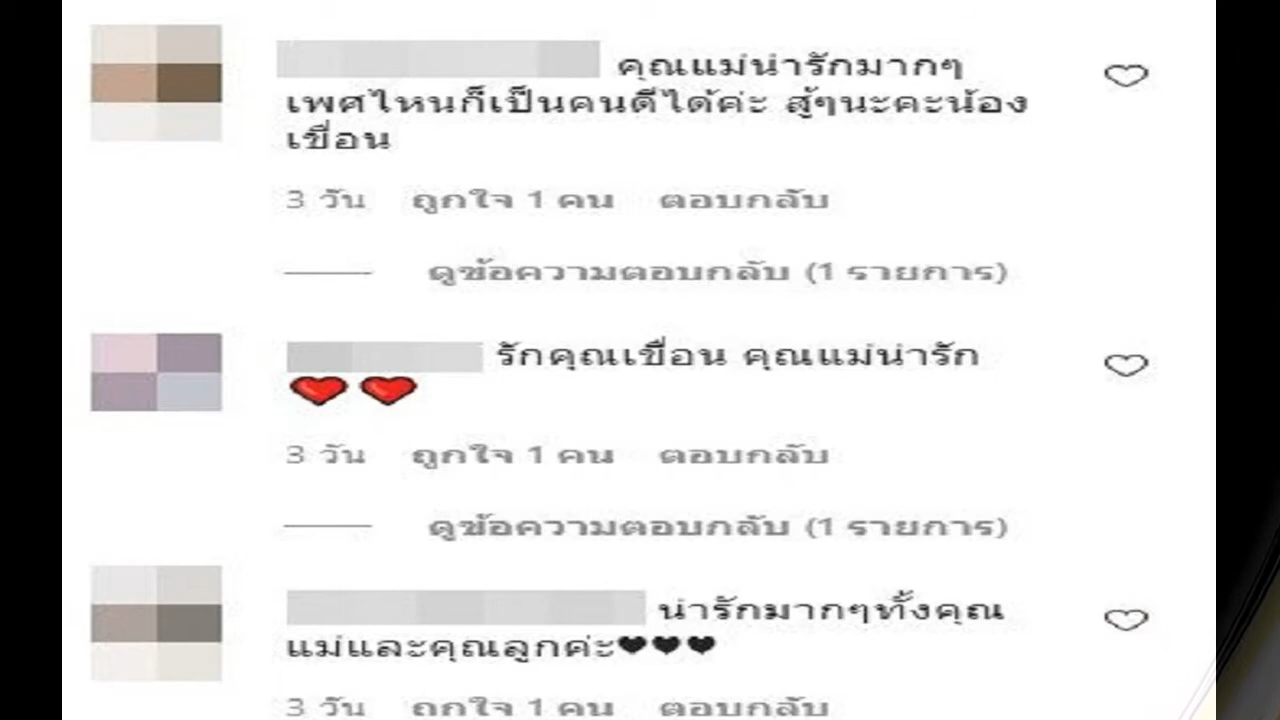 คุณแม่น่ารักมากๆ
เพศไหนก็เป็นคนดีได้ค่ะ สู้ๆนะคะน้อง
เขื่อน
3 วัน ถูกใจ 1 คน ตอบกลับ
ดูข้อความตอบกลับ (1 รายการ)
รักคุณเขื่อน คุณแม่น่ารัก
❤️ ❤️
3 วัน ถูกใจ 1 คน ตอบกลับ
ดูข้อความตอบกลับ (1 รายการ)
น่ารักมากๆทั้งคุณ
แม่และคุณลูกค่ะ♥♥♥
3 วัน ถูกใจ 1 คน ตอบกลับ